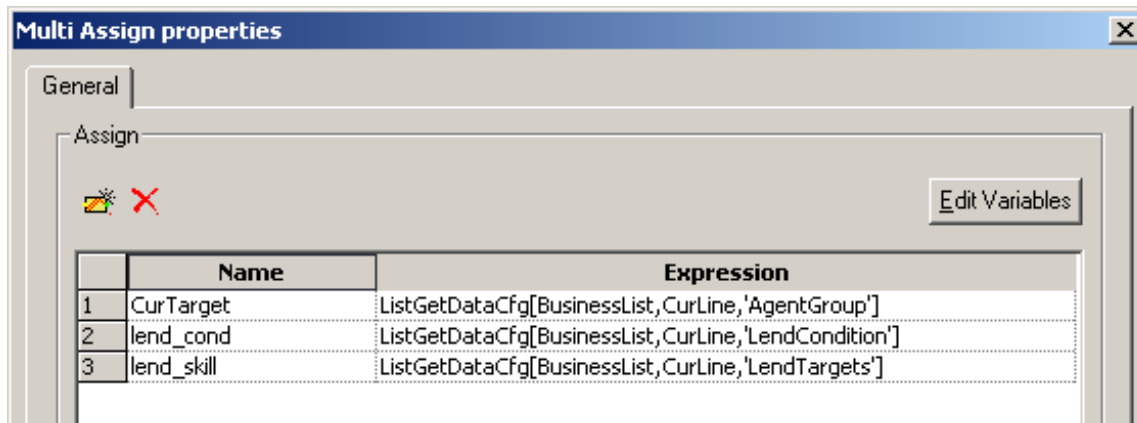 Multi Assign properties
General
Assign
Edit Variables
Name Expression
1 CurTarget ListGetDataCfg[BusinessList,CurLine,'AgentGroup']
2 lend_cond ListGetDataCfg[BusinessList,CurLine,'LendCondition']
3 lend_skill ListGetDataCfg[BusinessList,CurLine,'LendTargets']